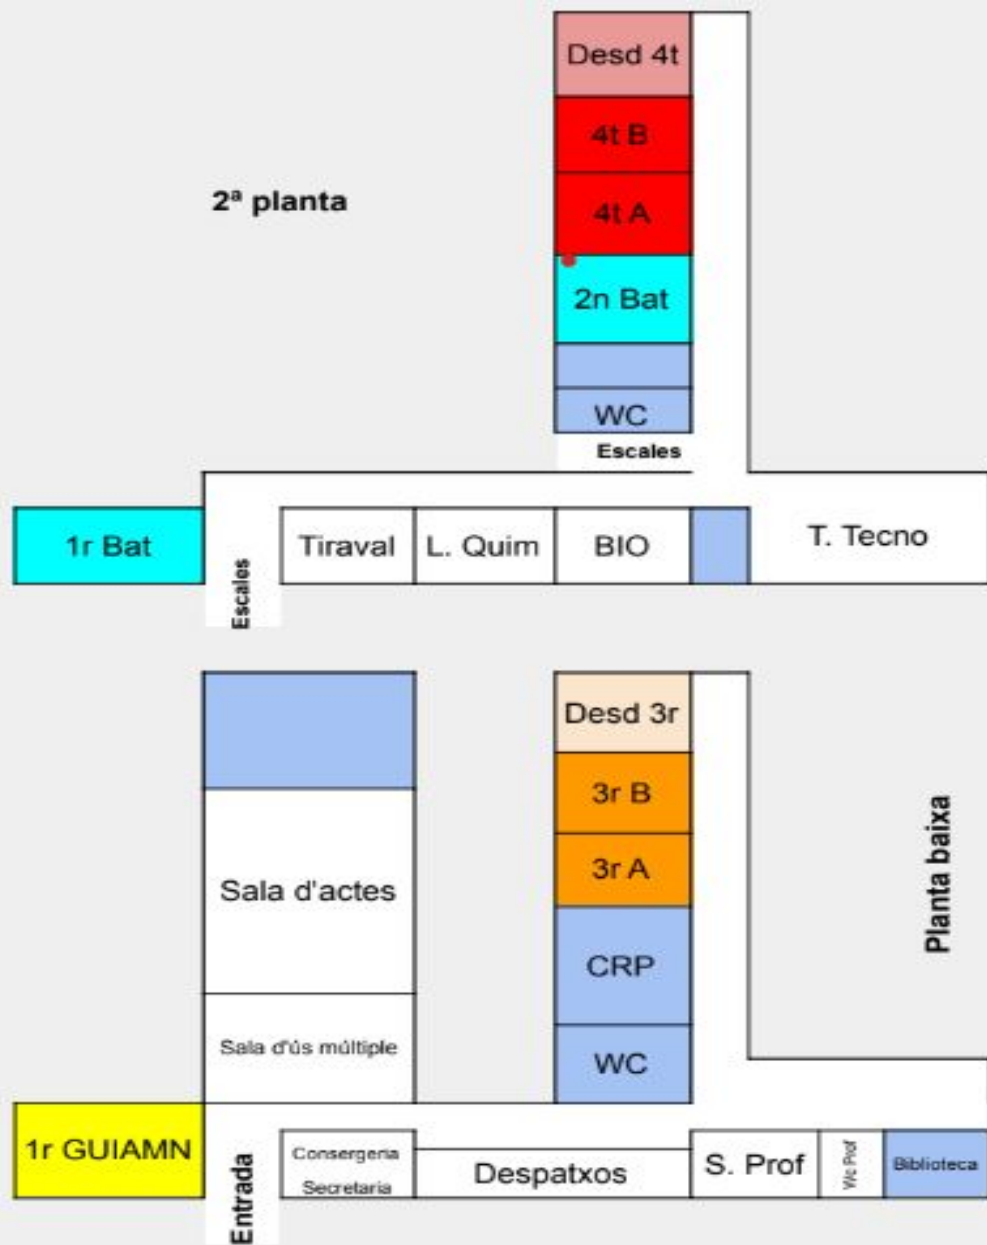 Desd 4t
4t B
2ª planta
4t A
2n Bat
WC
Escales
1r Bat
Escales
Tiraval
L. Quim
BIO
T. Tecno
Desd 3r
3r B
3r A
Sala d'actes
Planta baixa
CRP
Sala d'ús múltiple
WC
1r GUIAMN
Entrada
Consergeria
Secretaria
Despatxos
S. Prof
Wc Prof
Biblioteca